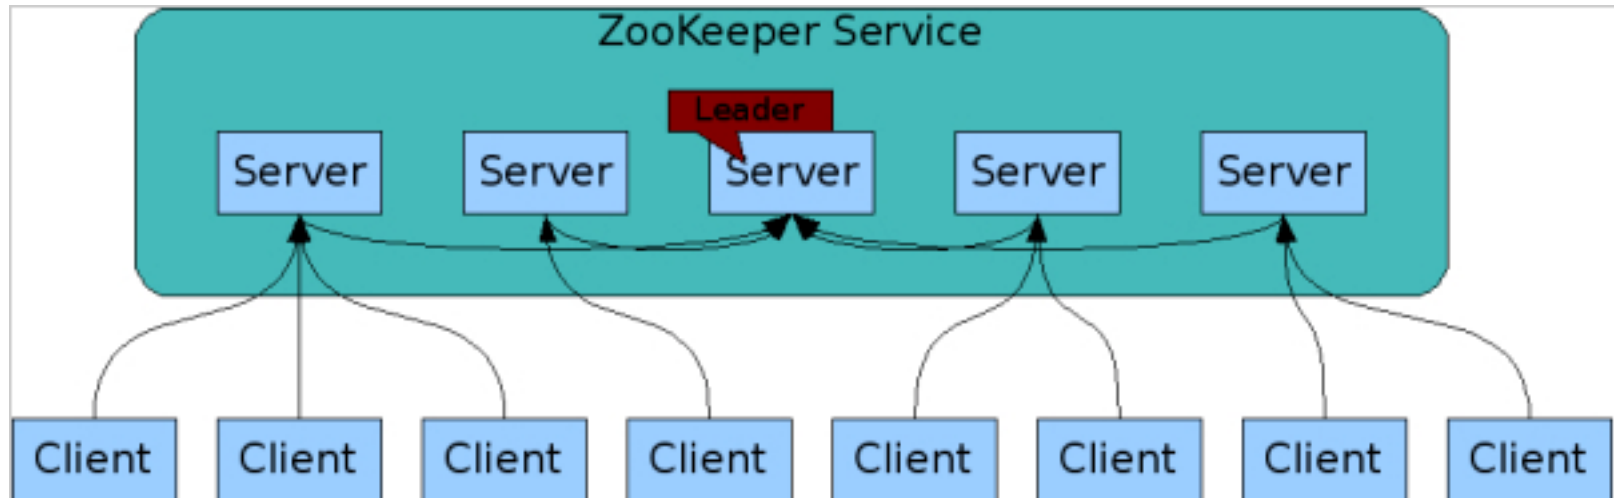 ZooKeeper Service
Leader
Server Server Server Server Server
Client Client Client Client Client Client Client Client